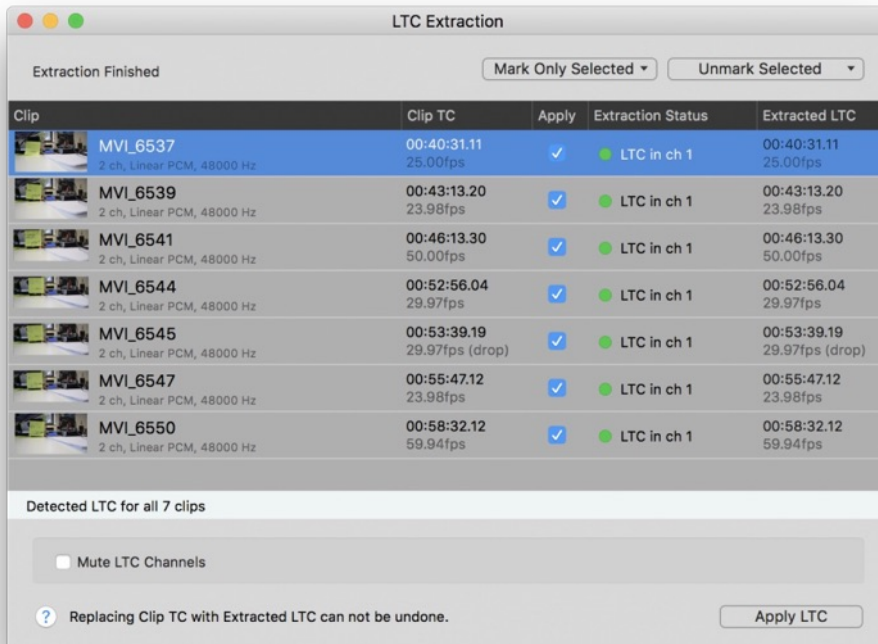 LTC Extraction
Extraction Finished
Mark Only Selected
Unmark Selected
Clip Clip TC Apply Extraction Status Extracted LTC
MVI_6537 00:40:31.11 LTC in ch 1 00:40:31.11
2 ch, Linear PCM, 48000 Hz 25.00fps 25.00fps
MVI_6539 00:43:13.20 LTC in ch 1 00:43:13.20
2 ch, Linear PCM, 48000 Hz 23.98fps 23.98fps
MVI_6541 00:46:13.30 LTC in ch 1 00:46:13.30
2 ch, Linear PCM, 48000 Hz 50.00fps 50.00fps
MVI_6544 00:52:56.04 LTC in ch 1 00:52:56.04
2 ch, Linear PCM, 48000 Hz 29.97fps 29.97fps
MVI_6545 00:53:39.19 LTC in ch 1 00:53:39.19
2 ch, Linear PCM, 48000 Hz 29.97fps (drop) 29.97fps (drop)
MVI_6547 00:55:47.12 LTC in ch 1 00:55:47.12
2 ch, Linear PCM, 48000 Hz 23.98fps 23.98fps
MVI_6550 00:58:32.12 LTC in ch 1 00:58:32.12
2 ch, Linear PCM, 48000 Hz 59.94fps 59.94fps
Detected LTC for all 7 clips
Mute LTC Channels
? Replacing Clip TC with Extracted LTC can not be undone.
Apply LTC